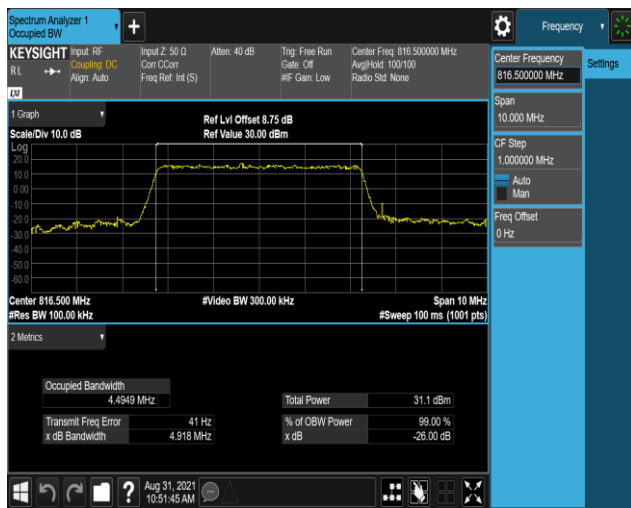 Spectrum Analyzer 1
Occupied BW
Frequency
KEYSIGHT
RL
Input: RF
Coupling: DC
Align: Auto
Input Z: 50 Ω
Corr CCorr
Freq Ref: Int (S)
Atten: 40 dB
Trig: Free Run
Gate: Off
#IF Gain: Low
Center Freq: 816.500000 MHz
Avg|Hold: 100/100
Radio Std: None
LXI
1 Graph
Scale/Div 10.0 dB
Ref Lvl Offset 8.75 dB
Ref Value 30.00 dBm
Log
20.0
10.0
0.00
-10.0
-20.0
-30.0
-40.0
-50.0
-60.0
Center 816.500 MHz
#Video BW 300.00 kHz
Span 10 MHz
#Res BW 100.00 kHz
#Sweep 100 ms (1001 pts)
2 Metrics
Occupied Bandwidth
4.4949 MHz
Total Power 31.1 dBm
Transmit Freq Error 41 Hz
% of OBW Power 99.00 %
x dB Bandwidth 4.918 MHz
x dB -26.00 dB
Center Frequency
816.500000 MHz
Settings
Span
10.000 MHz
CF Step
1.000000 MHz
Auto
Man
Freq Offset
0 Hz
?
Aug 31, 2021
10:51:45 AM